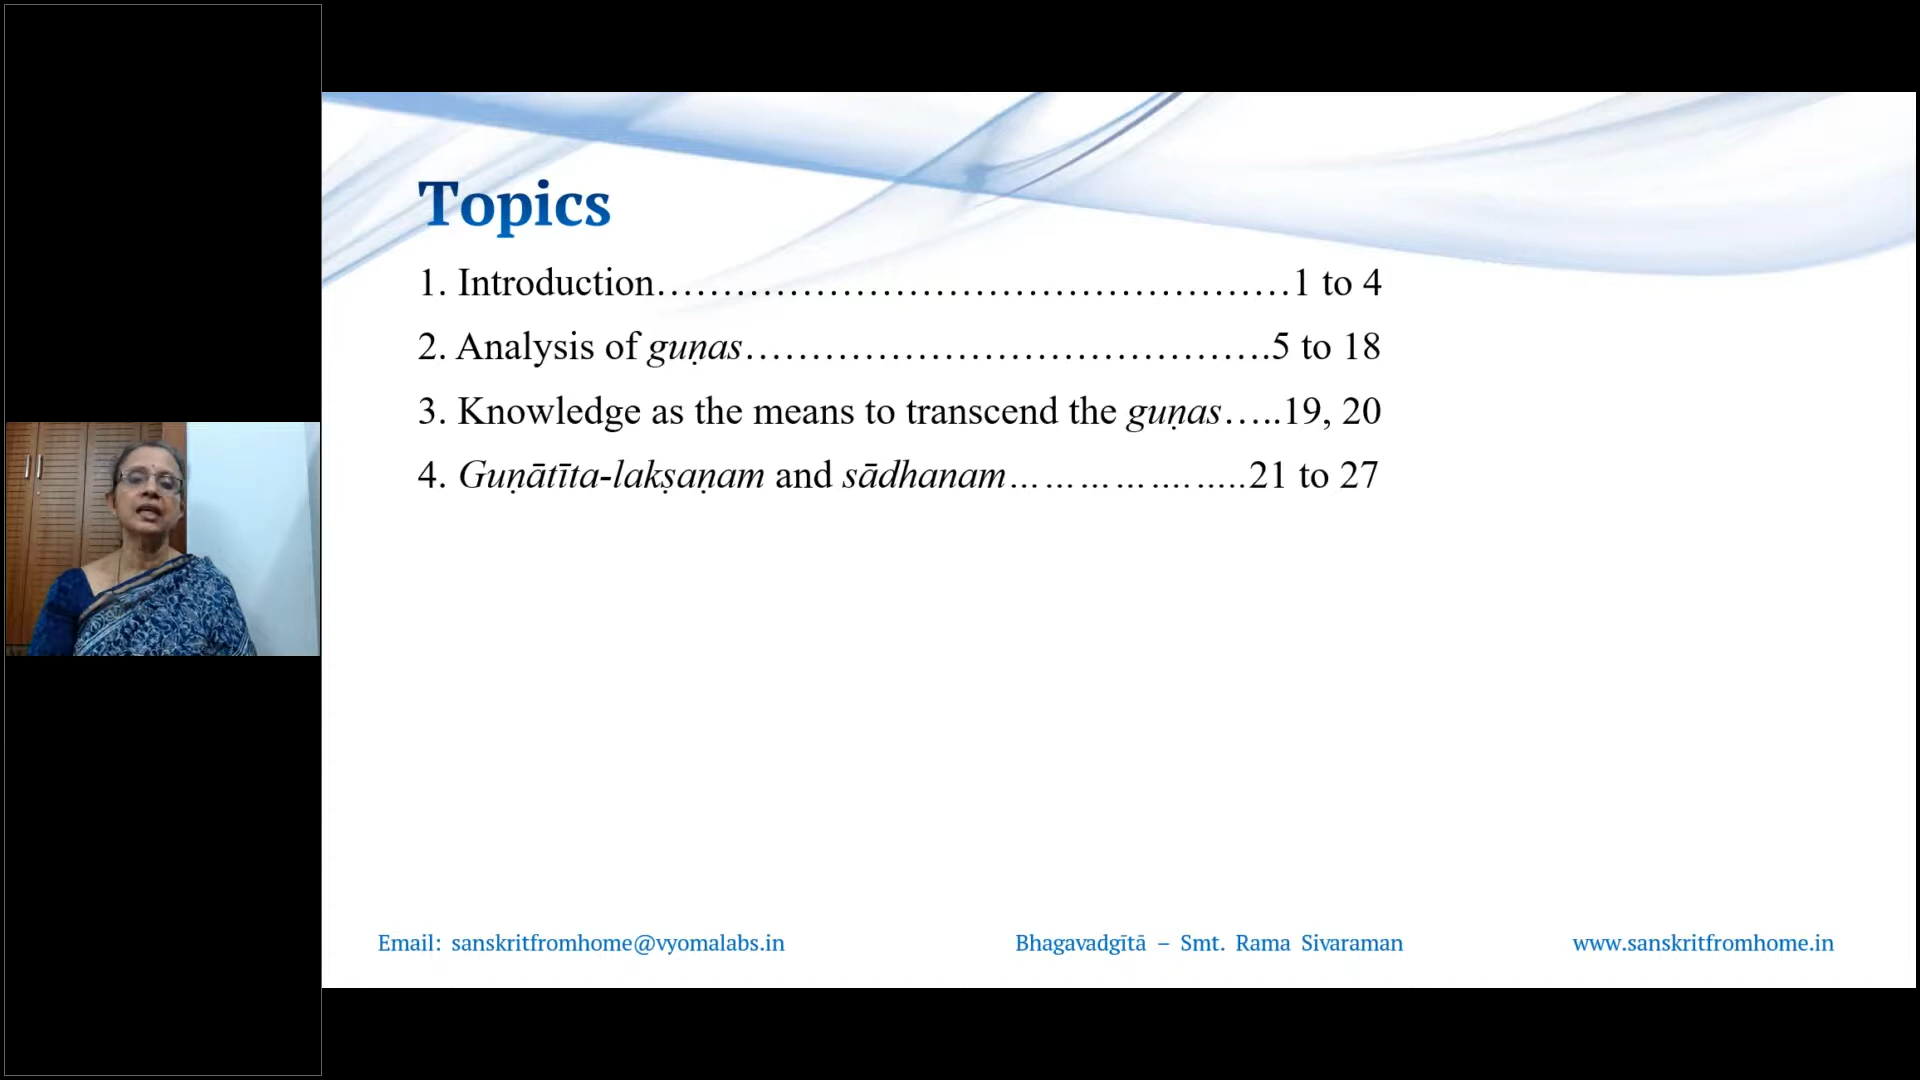 Topics
1. Introduction................................................1 to 4
2. Analysis of guṇas........................................5 to 18
3. Knowledge as the means to transcend the guṇas.....19, 20
4. Guṇātīta-lakṣaṇam and sādhanam.....................21 to 27
Email: sanskritfromhome@vyomalabs.in
Bhagavadgītā – Smt. Rama Sivaraman
www.sanskritfromhome.in